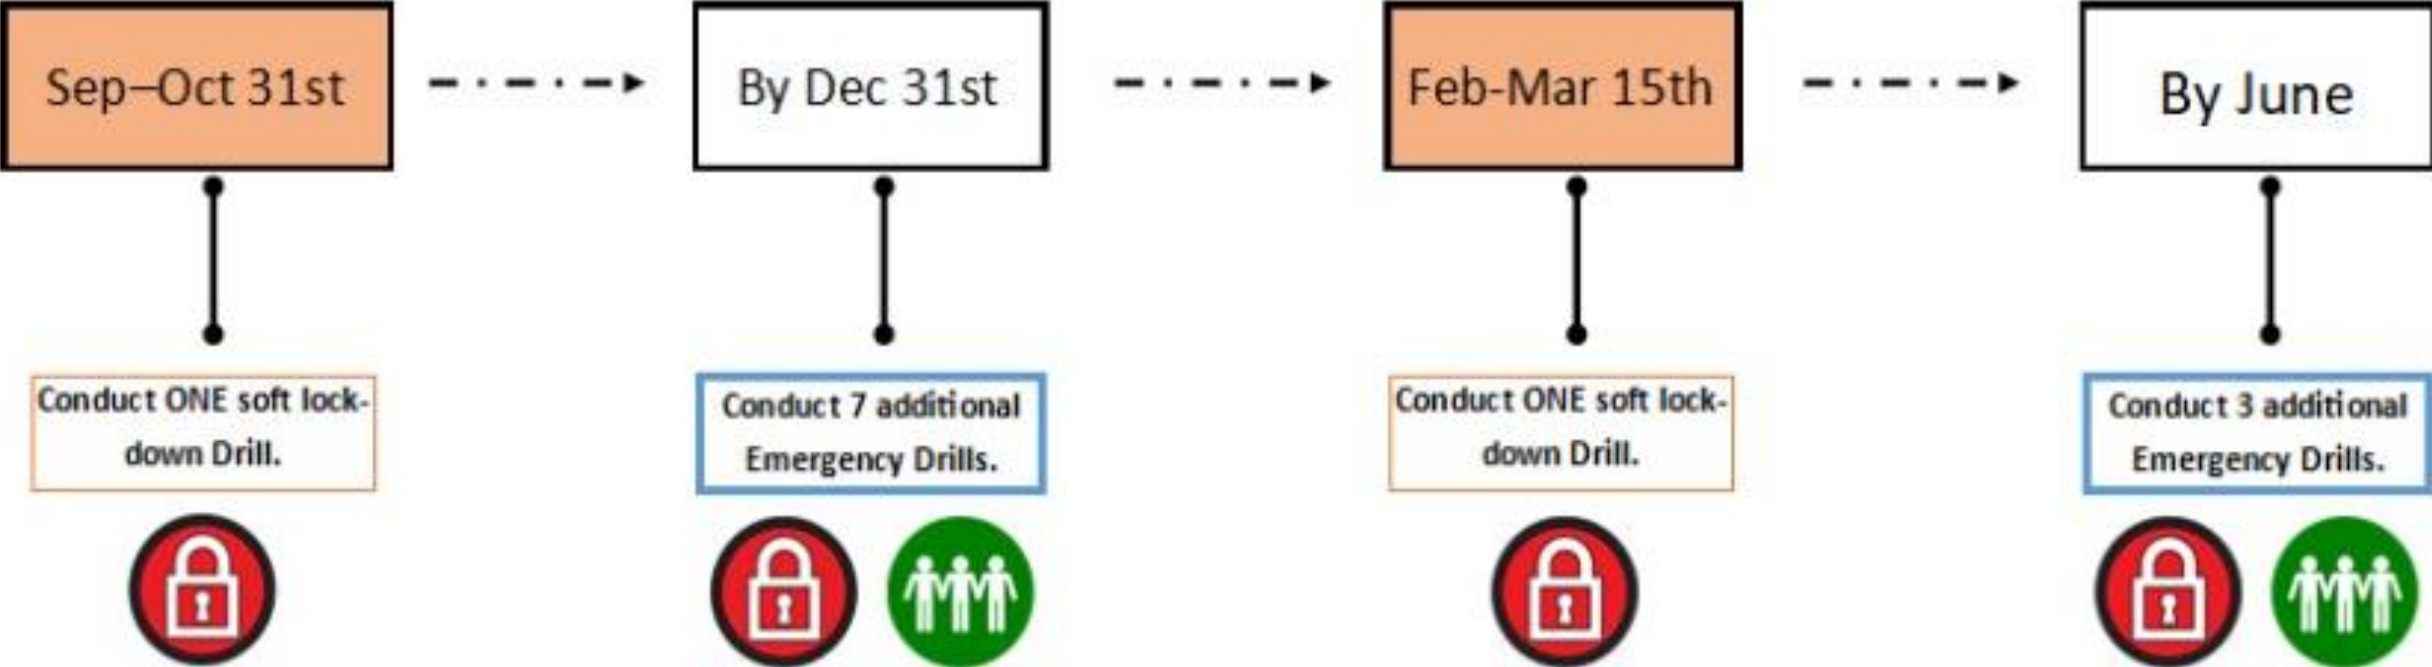 Sep–Oct 31st
By Dec 31st
Feb-Mar 15th
By June
Conduct ONE soft lock-
down Drill.
Conduct 7 additional
Emergency Drills.
Conduct ONE soft lock-
down Drill.
Conduct 3 additional
Emergency Drills.